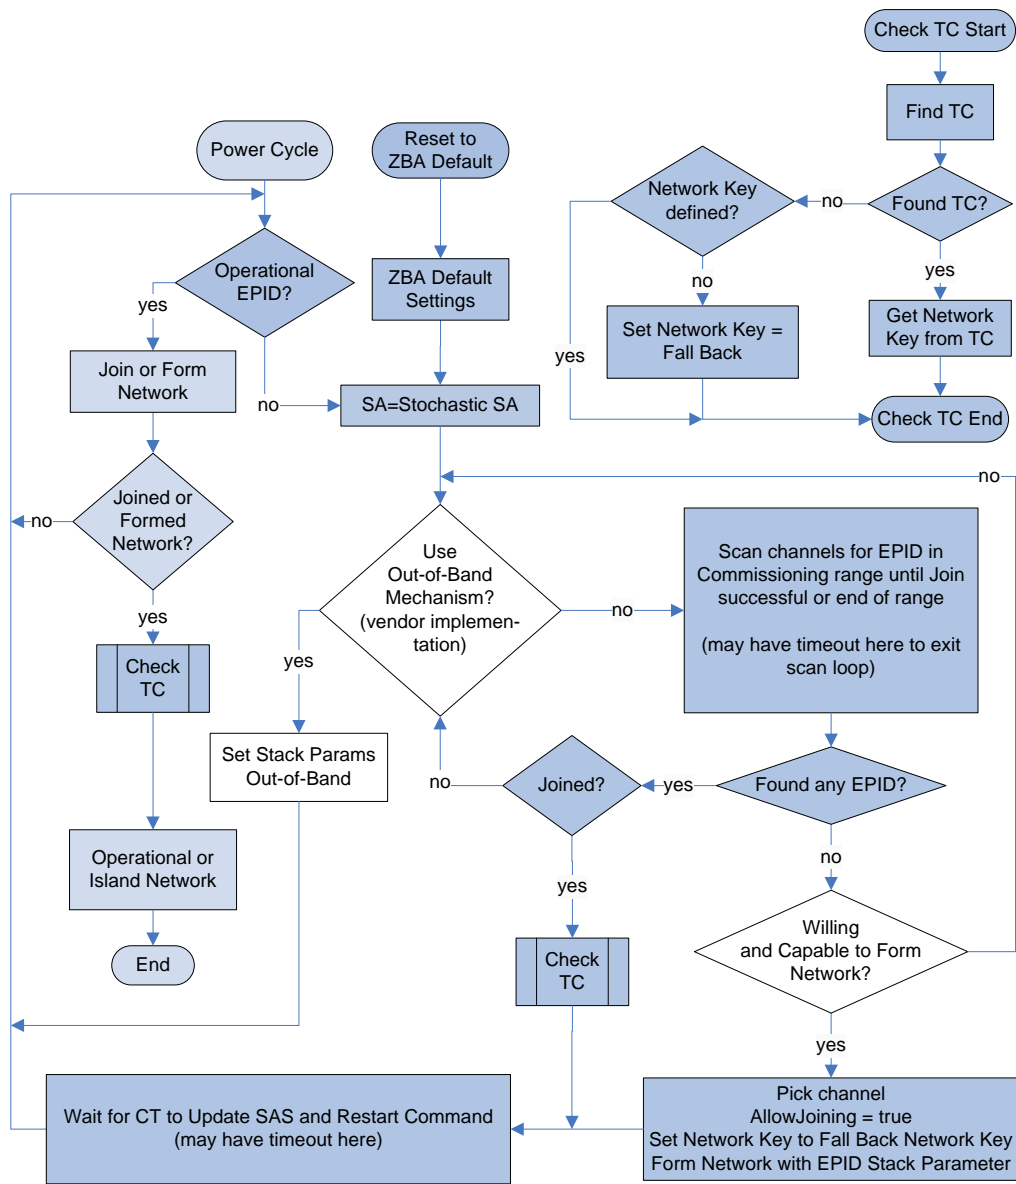 Check TC Start
Find TC
Power Cycle
Reset to
ZBA Default
Network Key
defined?
no
Found TC?
Operational
EPID?
ZBA Default
Settings
yes
no
yes
Set Network Key =
Fall Back
Get Network
Key from TC
yes
Join or Form
Network
no
SA=Stochastic SA
Check TC End
no
Joined or
Formed
Network?
no
Use
Out-of-Band
Mechanism?
(vendor implemen-
tation)
no
Scan channels for EPID in
Commissioning range until Join
successful or end of range
(may have timeout here to exit
scan loop)
yes
yes
Check
TC
Set Stack Params
Out-of-Band
no
Joined?
yes
Found any EPID?
Operational or
Island Network
no
yes
End
Check
TC
Willing
and Capable to Form
Network?
yes
Wait for CT to Update SAS and Restart Command
(may have timeout here)
Pick channel
AllowJoining = true
Set Network Key to Fall Back Network Key
Form Network with EPID Stack Parameter